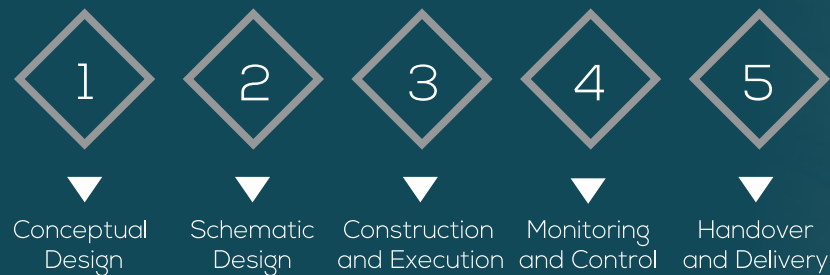 1
2
3
4
5
Conceptual
Design
Schematic
Design
Construction
and Execution
Monitoring
and Control
Handover
and Delivery